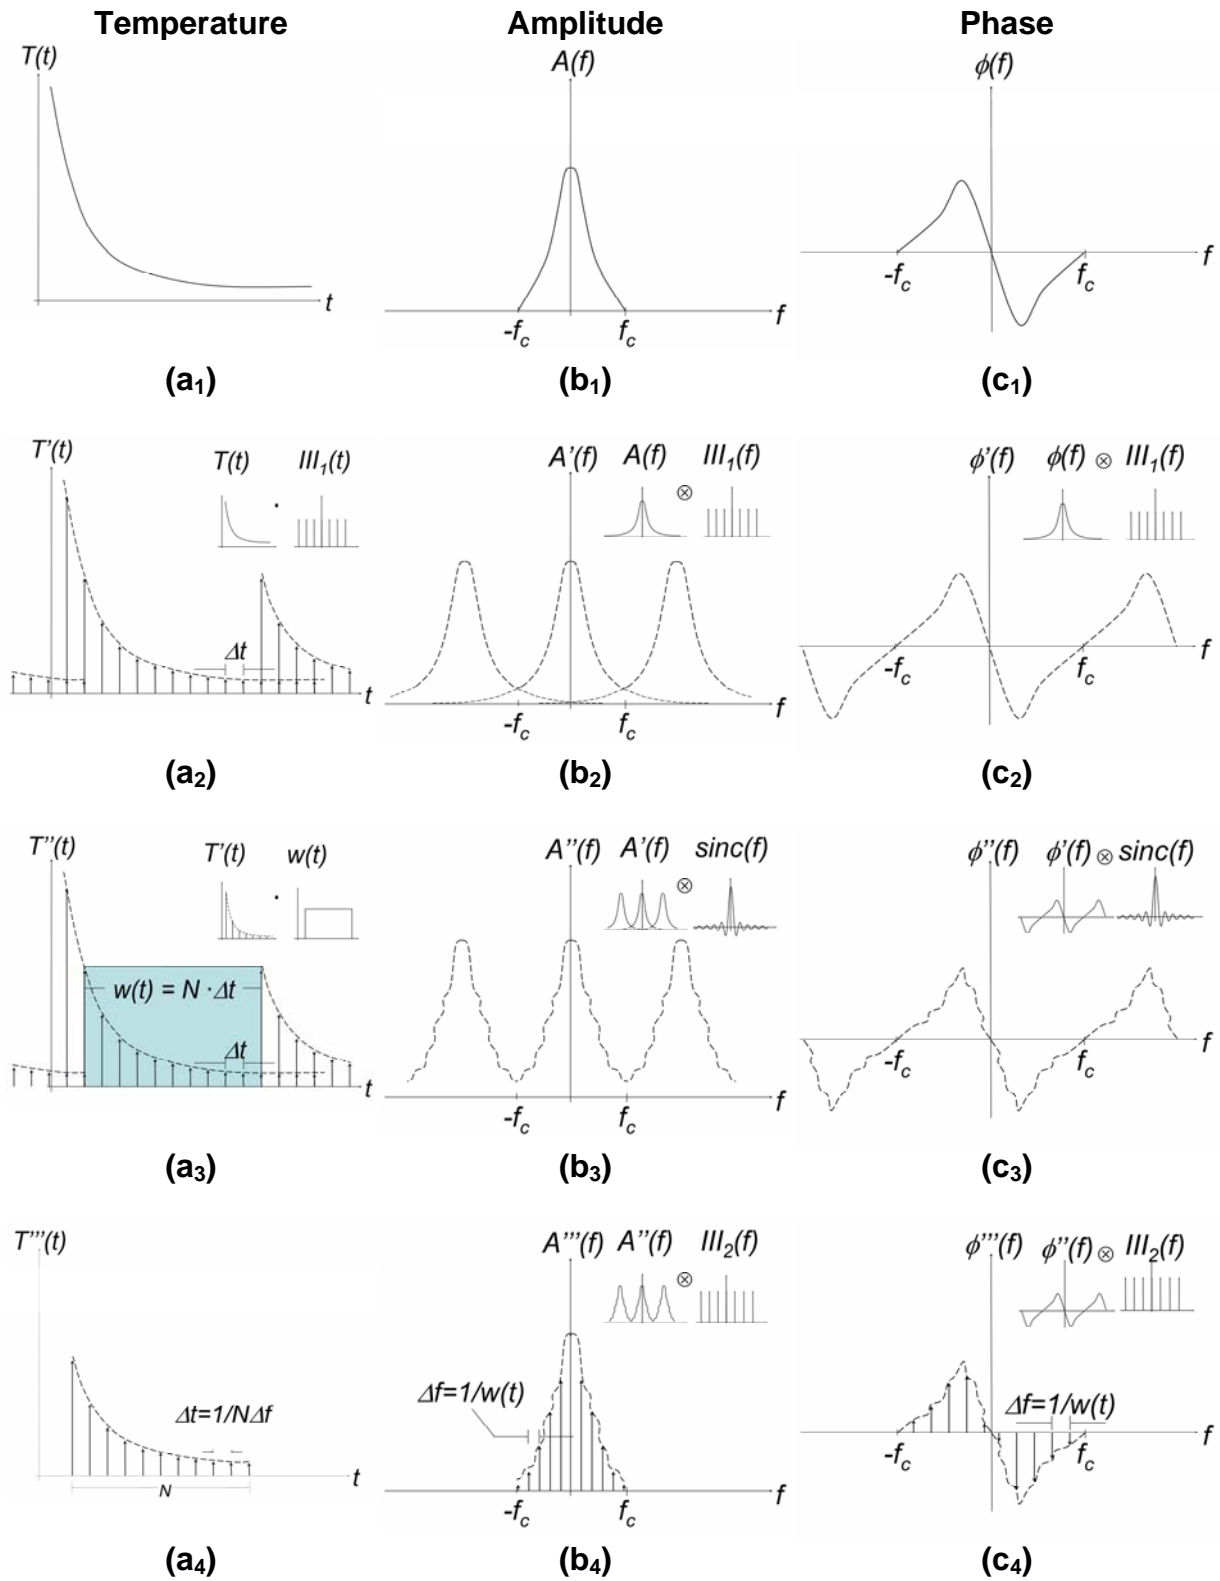 Temperature Amplitude Phase
T(t) A(f) ϕ(f)
t f f
-f_c f_c -f_c f_c
(a₁) (b₁) (c₁)
T'(t) T(t) · III₁(t) A'(f) A(f) ⊗ III₁(f) ϕ'(f) ϕ(f) ⊗ III₁(f)
Δt
t f f
-f_c f_c -f_c f_c
(a₂) (b₂) (c₂)
T''(t) T'(t) · w(t) A''(f) A'(f) ⊗ sinc(f) ϕ''(f) ϕ'(f) ⊗ sinc(f)
w(t) = N · Δt
Δt
t f f
-f_c f_c -f_c f_c
(a₃) (b₃) (c₃)
T'''(t) A'''(f) A''(f) ⊗ III₂(f) ϕ'''(f) ϕ''(f) ⊗ III₂(f)
Δt=1/NΔf Δf=1/w(t) Δf=1/w(t)
t f f
N -f_c f_c -f_c f_c
(a₄) (b₄) (c₄)